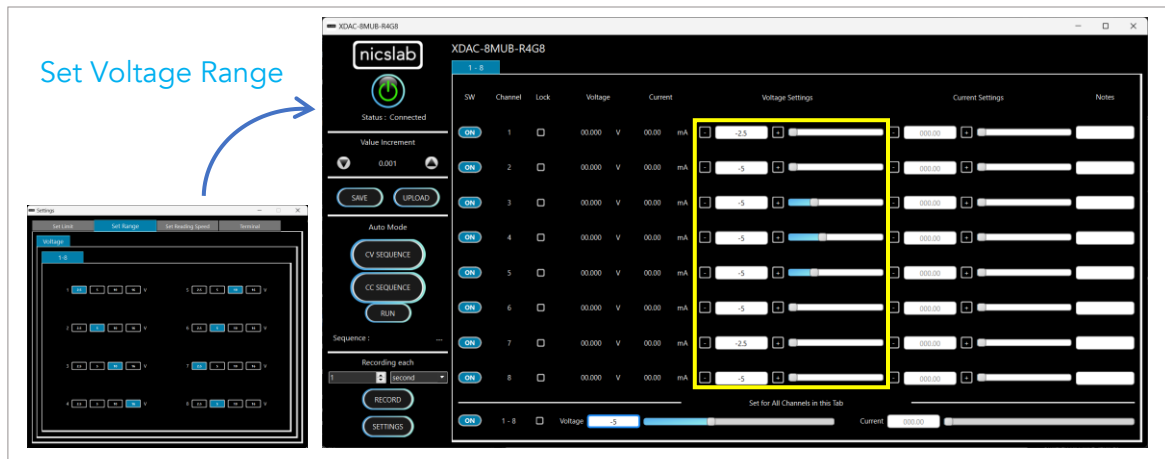 Set Voltage Range
XDAC-8MUB-R4G8
nicslab
Status : Connected
Value Increment
0.001
SAVE UPLOAD
Auto Mode
CV SEQUENCE
CC SEQUENCE
RUN
Sequence : ...
Recording each
1 second
RECORD
SETTINGS
XDAC-8MUB-R4G8
1 - 8
SW Channel Lock Voltage Current Voltage Settings Current Settings Notes
ON 1 00.000 V 00.00 mA - -2.5 + - 000.00 +
ON 2 00.000 V 00.00 mA - -5 + - 000.00 +
ON 3 00.000 V 00.00 mA - -5 + - 000.00 +
ON 4 00.000 V 00.00 mA - -5 + - 000.00 +
ON 5 00.000 V 00.00 mA - -5 + - 000.00 +
ON 6 00.000 V 00.00 mA - -5 + - 000.00 +
ON 7 00.000 V 00.00 mA - -2.5 + - 000.00 +
ON 8 00.000 V 00.00 mA - -5 + - 000.00 +
Set for All Channels in this Tab
ON 1 - 8 Voltage -5 Current 000.00
Settings
Set Limit Set Range Set Reading Speed Terminal
Voltage
1-8